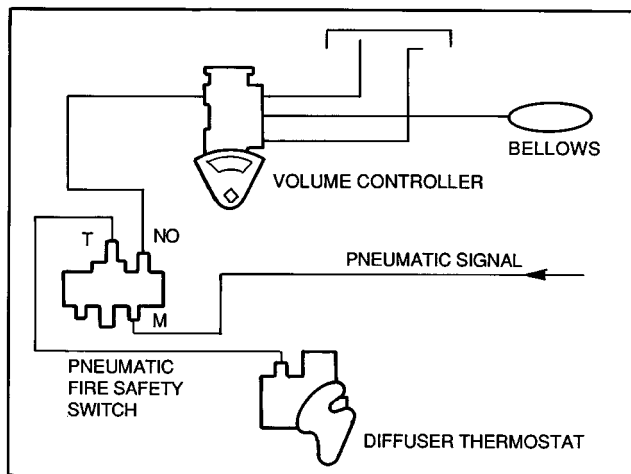 BELLOWS
VOLUME CONTROLLER
T
NO
PNEUMATIC SIGNAL
M
PNEUMATIC
FIRE SAFETY
SWITCH
DIFFUSER THERMOSTAT